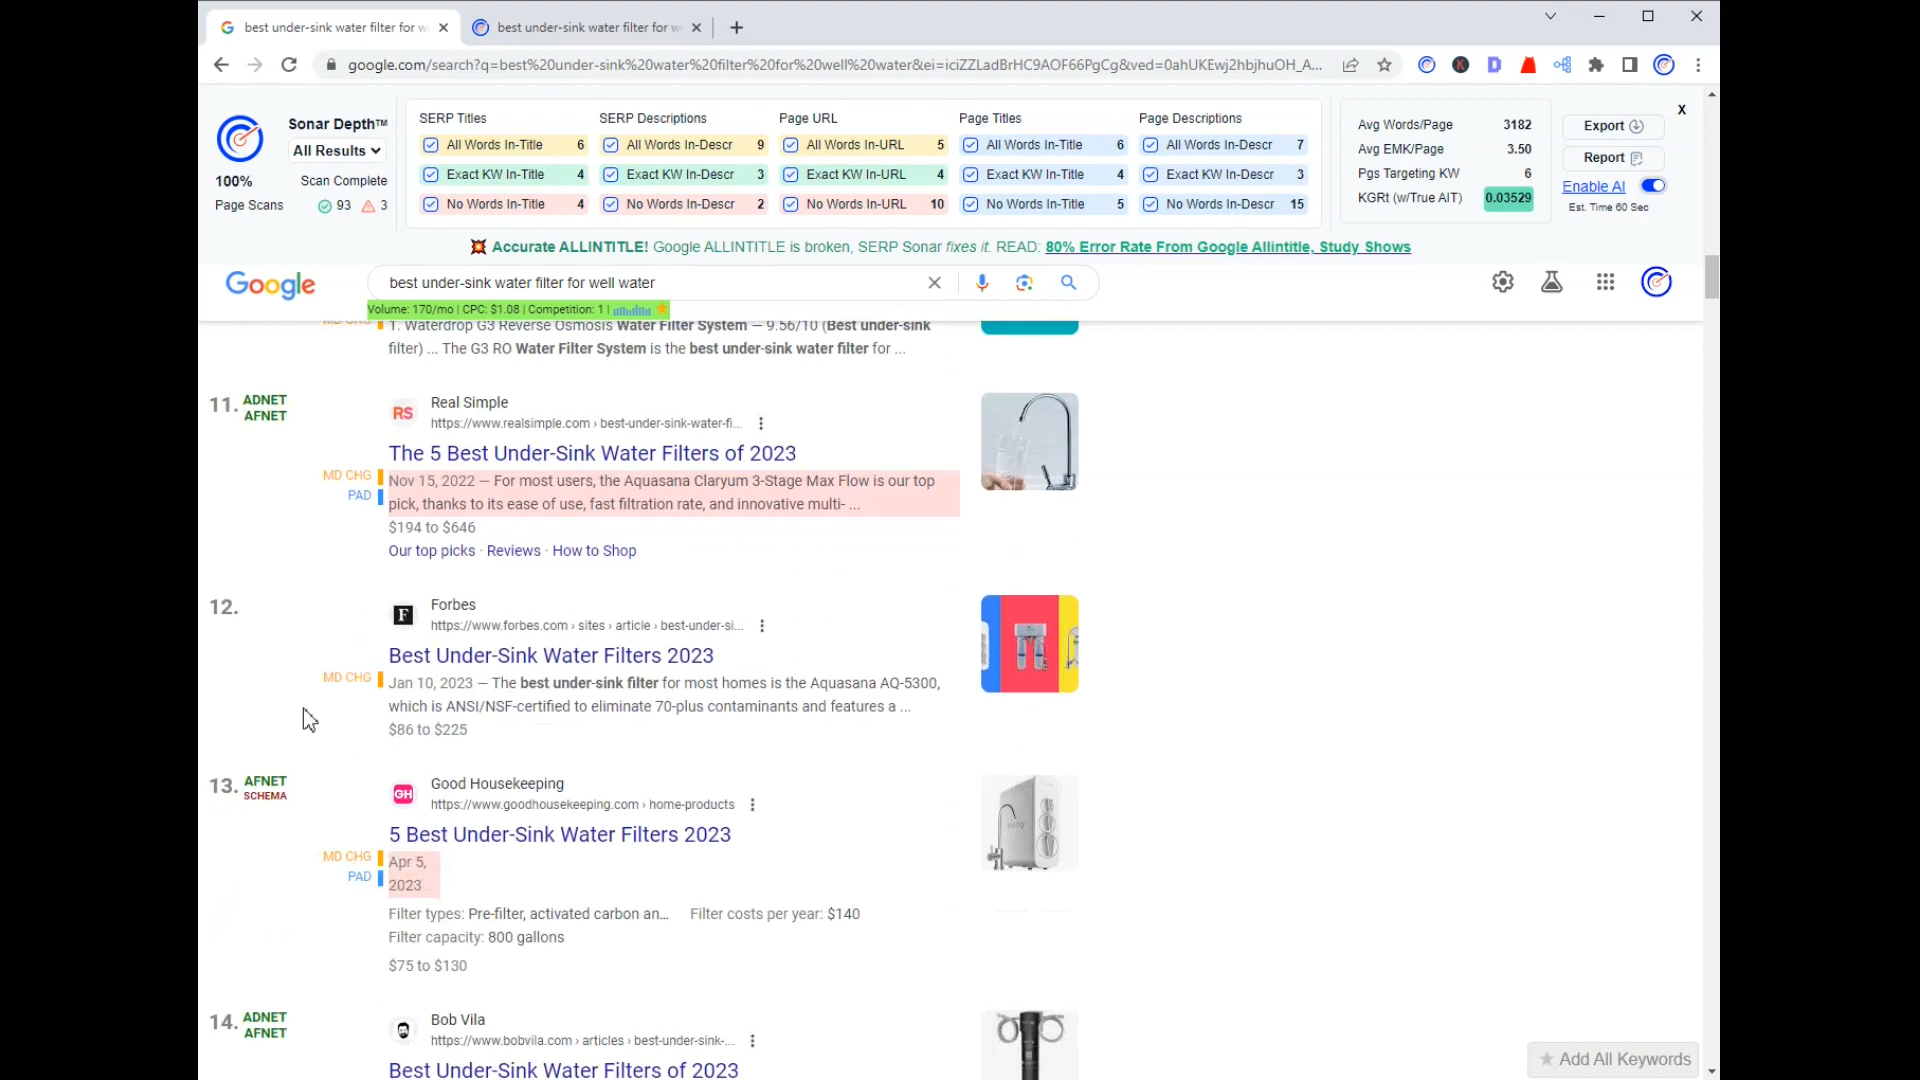 best under-sink water filter for w
best under-sink water filter for w
google.com/search?q=best%20under-sink%20water%20filter%20for%20well%20water&ei=iciZZLadBrHC9AOF66PgCg&ved=0ahUKEwj2hbjhuOH_A...
Sonar Depth™
All Results
100%
Scan Complete
Page Scans
93
3
SERP Titles
All Words In-Title 6
Exact KW In-Title 4
No Words In-Title 4
SERP Descriptions
All Words In-Descr 9
Exact KW In-Descr 3
No Words In-Descr 2
Page URL
All Words In-URL 5
Exact KW In-URL 4
No Words In-URL 10
Page Titles
All Words In-Title 6
Exact KW In-Title 4
No Words In-Title 5
Page Descriptions
All Words In-Descr 7
Exact KW In-Descr 3
No Words In-Descr 15
Avg Words/Page 3182
Avg EMK/Page 3.50
Pgs Targeting KW 6
KGRt (w/True AIT) 0.03529
Export
Report
Enable AI
Est. Time 60 Sec
X
Accurate ALLINTITLE! Google ALLINTITLE is broken, SERP Sonar fixes it. READ: 80% Error Rate From Google Allintitle, Study Shows
Google
best under-sink water filter for well water
Volume: 170/mo | CPC: $1.08 | Competition: 1 |
MD CHG
1. Waterdrop G3 Reverse Osmosis Water Filter System — 9.56/10 (Best under-sink
filter) ... The G3 RO Water Filter System is the best under-sink water filter for ...
11. ADNET
AFNET
RS
Real Simple
https://www.realsimple.com › best-under-sink-water-fi...
The 5 Best Under-Sink Water Filters of 2023
MD CHG
PAD
Nov 15, 2022 — For most users, the Aquasana Claryum 3-Stage Max Flow is our top
pick, thanks to its ease of use, fast filtration rate, and innovative multi- ...
$194 to $646
Our top picks · Reviews · How to Shop
12.
F
Forbes
https://www.forbes.com › sites › article › best-under-si...
Best Under-Sink Water Filters 2023
MD CHG
Jan 10, 2023 — The best under-sink filter for most homes is the Aquasana AQ-5300,
which is ANSI/NSF-certified to eliminate 70-plus contaminants and features a ...
$86 to $225
13. AFNET
SCHEMA
GH
Good Housekeeping
https://www.goodhousekeeping.com › home-products
5 Best Under-Sink Water Filters 2023
MD CHG
PAD
Apr 5,
2023
Filter types: Pre-filter, activated carbon an... Filter costs per year: $140
Filter capacity: 800 gallons
$75 to $130
14. ADNET
AFNET
Bob Vila
https://www.bobvila.com › articles › best-under-sink-...
Best Under-Sink Water Filters of 2023
Add All Keywords